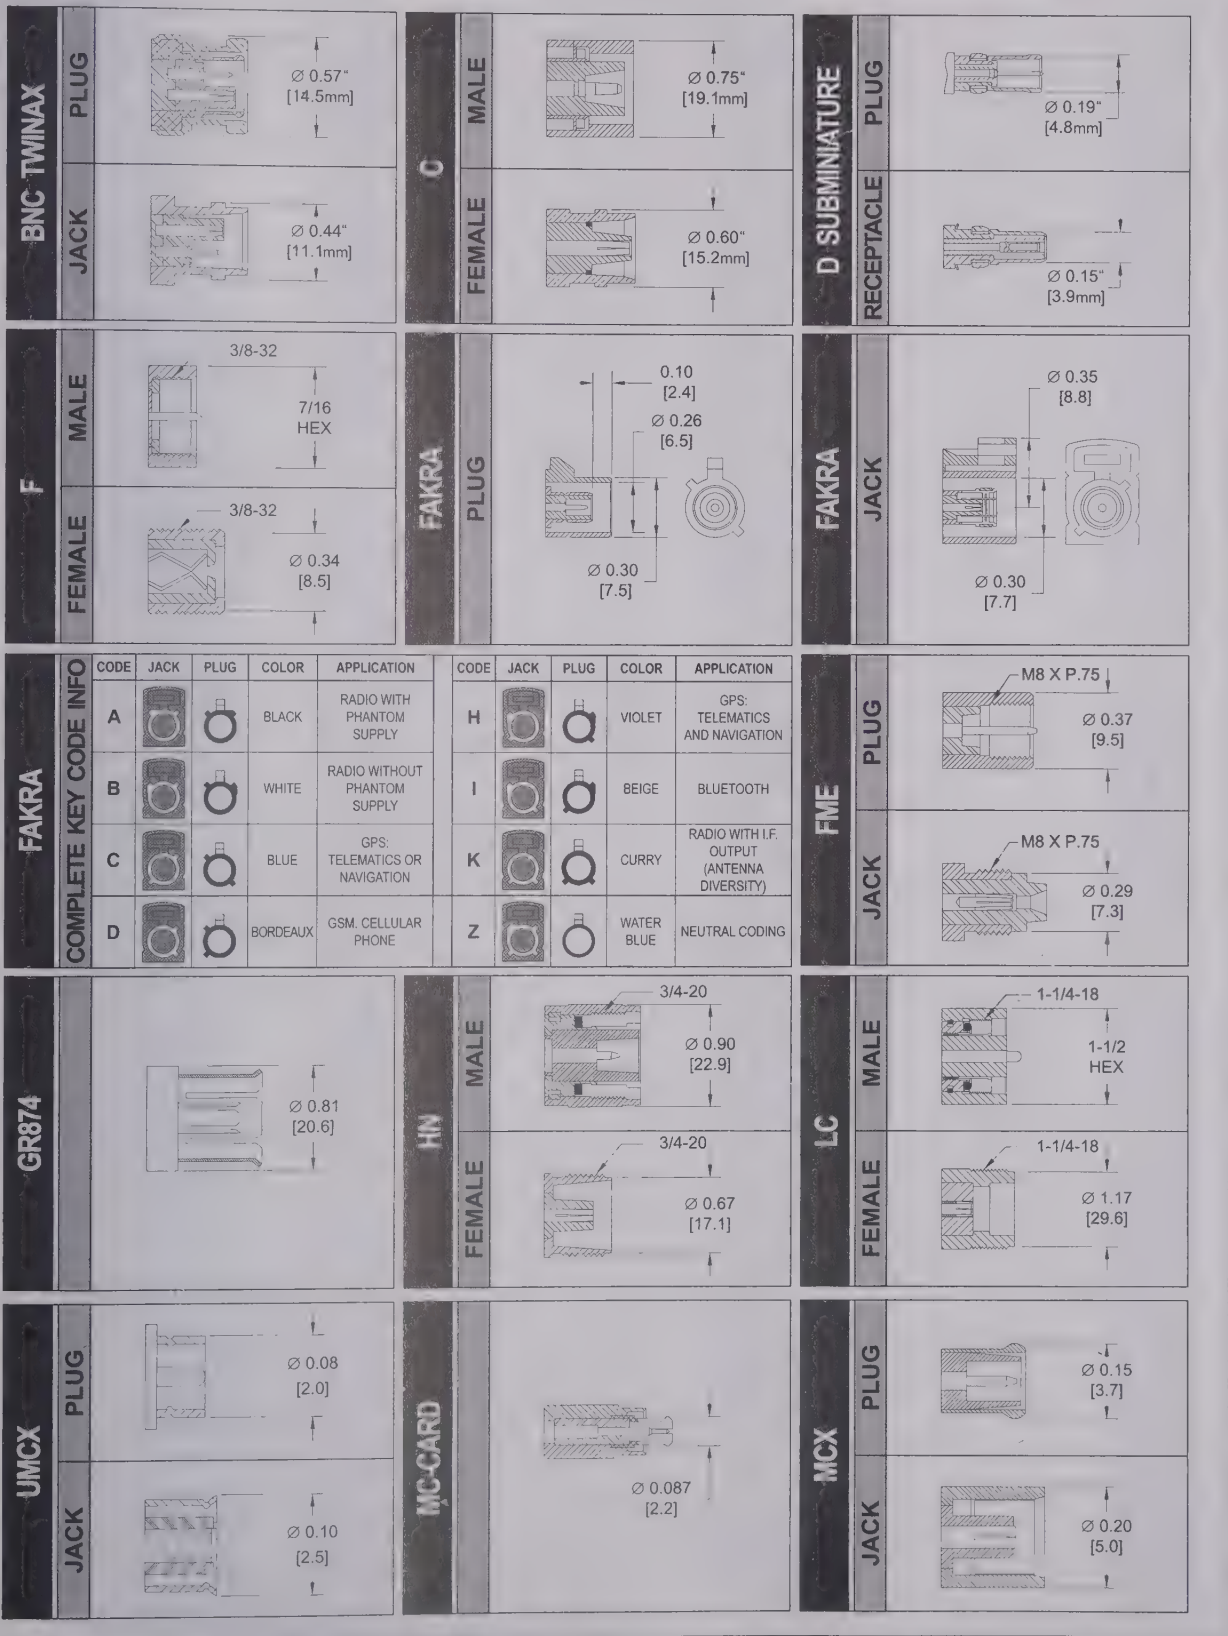 BNC TWINAX
PLUG
Ø 0.57"
[14.5mm]
JACK
Ø 0.44"
[11.1mm]
C
MALE
Ø 0.75"
[19.1mm]
FEMALE
Ø 0.60"
[15.2mm]
D SUBMINIATURE
PLUG
Ø 0.19"
[4.8mm]
RECEPTACLE
Ø 0.15"
[3.9mm]
F
MALE
3/8-32
7/16
HEX
FEMALE
3/8-32
Ø 0.34
[8.5]
FAKRA
PLUG
0.10
[2.4]
Ø 0.26
[6.5]
Ø 0.30
[7.5]
FAKRA
JACK
Ø 0.35
[8.8]
Ø 0.30
[7.7]
FAKRA
COMPLETE KEY CODE INFO
CODE JACK PLUG COLOR APPLICATION
A BLACK RADIO WITH
PHANTOM
SUPPLY
B WHITE RADIO WITHOUT
PHANTOM
SUPPLY
C BLUE GPS:
TELEMATICS OR
NAVIGATION
D BORDEAUX GSM. CELLULAR
PHONE
CODE JACK PLUG COLOR APPLICATION
H VIOLET GPS:
TELEMATICS
AND NAVIGATION
I BEIGE BLUETOOTH
K CURRY RADIO WITH I.F.
OUTPUT
(ANTENNA
DIVERSITY)
Z WATER
BLUE NEUTRAL CODING
FME
PLUG
M8 X P.75
Ø 0.37
[9.5]
JACK
M8 X P.75
Ø 0.29
[7.3]
GR874
Ø 0.81
[20.6]
HN
MALE
3/4-20
Ø 0.90
[22.9]
FEMALE
3/4-20
Ø 0.67
[17.1]
LC
MALE
1-1/4-18
1-1/2
HEX
FEMALE
1-1/4-18
Ø 1.17
[29.6]
UMCX
PLUG
Ø 0.08
[2.0]
JACK
Ø 0.10
[2.5]
MC-CARD
Ø 0.087
[2.2]
MCX
PLUG
Ø 0.15
[3.7]
JACK
Ø 0.20
[5.0]